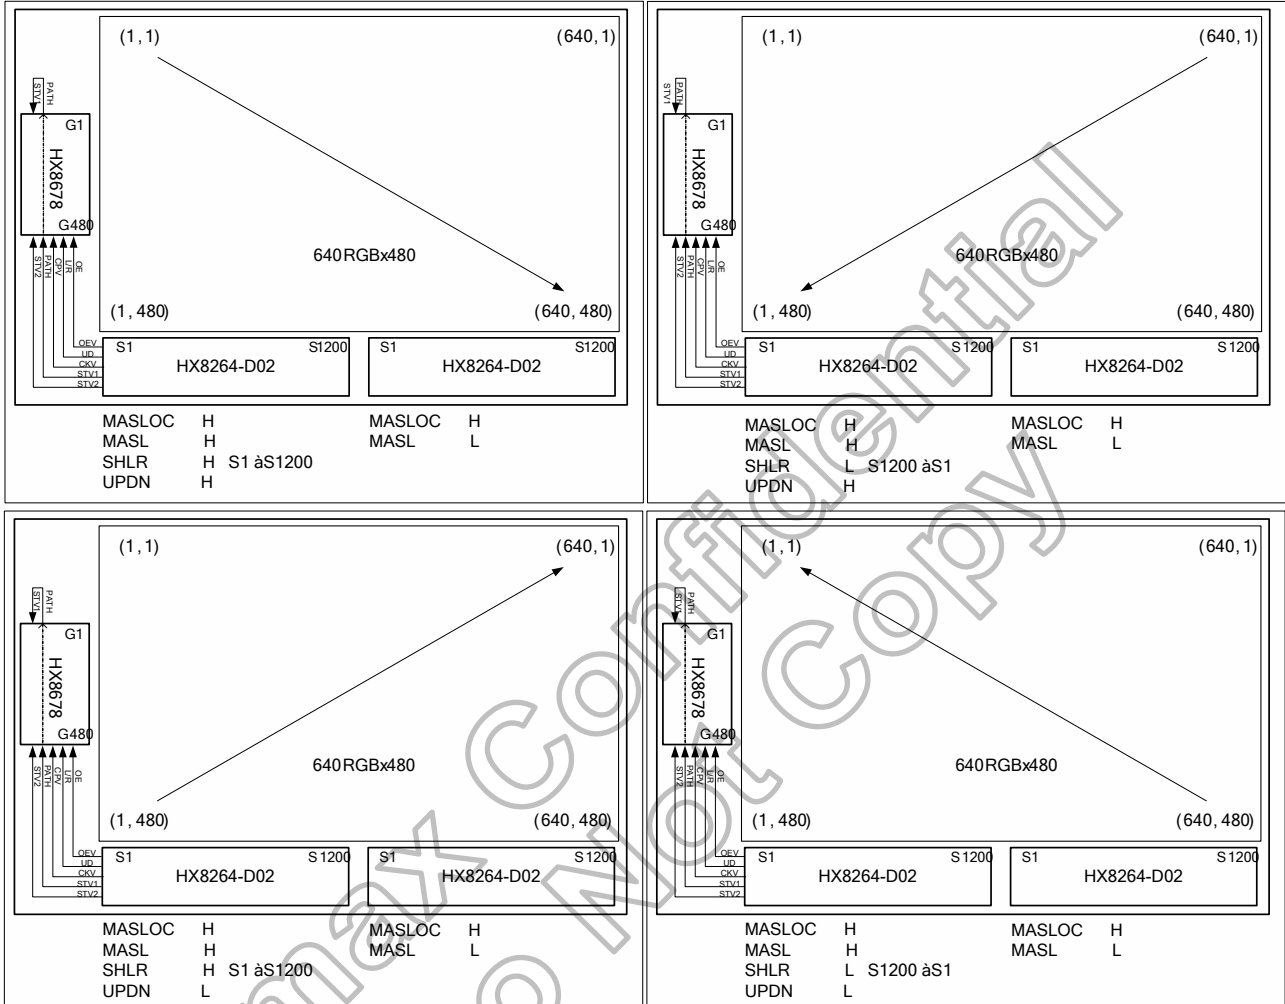 (1,1) (640,1)
STV1 PATH
G1
HX8678
G480
STV2 PATH CPV L/R OE
640RGBx480
(1,480) (640,480)
OEV
UD
CKV
STV1
STV2
S1 S1200
HX8264-D02
S1 S1200
HX8264-D02
MASLOC H
MASL H
SHLR H S1 àS1200
UPDN H
MASLOC H
MASL L
(1,1) (640,1)
STV1 PATH
G1
HX8678
G480
STV2 PATH CPV L/R OE
640RGBx480
(1,480) (640,480)
OEV
UD
CKV
STV1
STV2
S1 S1200
HX8264-D02
S1 S1200
HX8264-D02
MASLOC H
MASL H
SHLR L S1200 àS1
UPDN H
MASLOC H
MASL L
(1,1) (640,1)
STV1 PATH
G1
HX8678
G480
STV2 PATH CPV L/R OE
640RGBx480
(1,480) (640,480)
OEV
UD
CKV
STV1
STV2
S1 S1200
HX8264-D02
S1 S1200
HX8264-D02
MASLOC H
MASL H
SHLR H S1 àS1200
UPDN L
MASLOC H
MASL L
(1,1) (640,1)
STV1 PATH
G1
HX8678
G480
STV2 PATH CPV L/R OE
640RGBx480
(1,480) (640,480)
OEV
UD
CKV
STV1
STV2
S1 S1200
HX8264-D02
S1 S1200
HX8264-D02
MASLOC H
MASL H
SHLR L S1200 àS1
UPDN L
MASLOC H
MASL L
max Confidential
o Not Copy